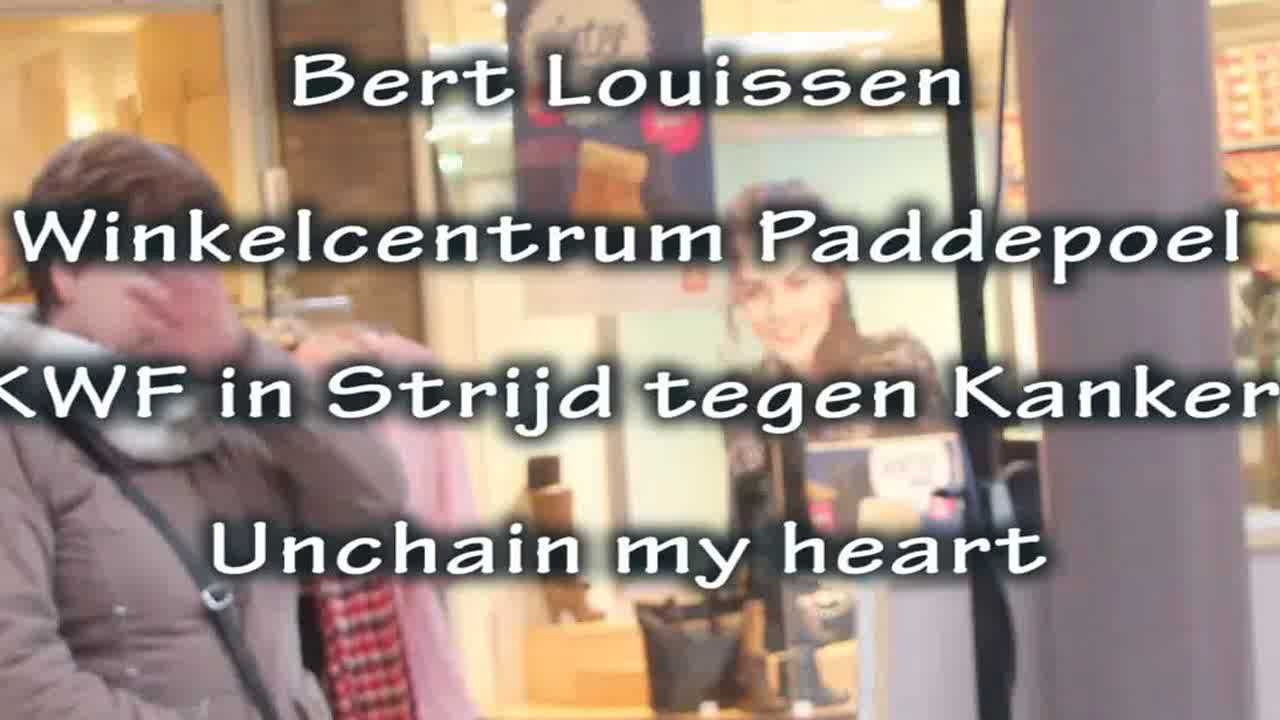 Bert Louissen
Winkelcentrum Paddepoel
KWF in Strijd tegen Kanker
Unchain my heart